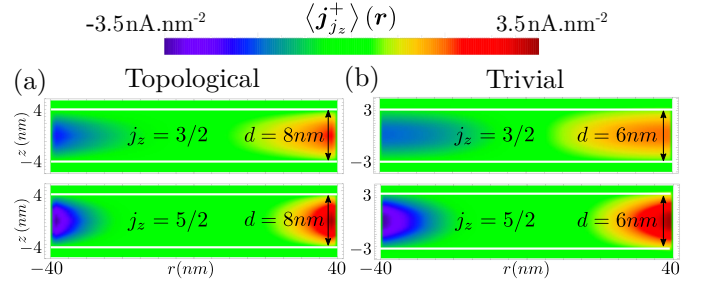 ⟨j⁺_{j_z}⟩(r)
-3.5nA.nm⁻² 3.5nA.nm⁻²
(a) Topological (b) Trivial
z (nm) 4 −4 j_z = 3/2 d = 8nm 3 −3 j_z = 3/2 d = 6nm
z (nm) 4 −4 j_z = 5/2 d = 8nm 3 −3 j_z = 5/2 d = 6nm
−40 r(nm) 40 −40 r(nm) 40